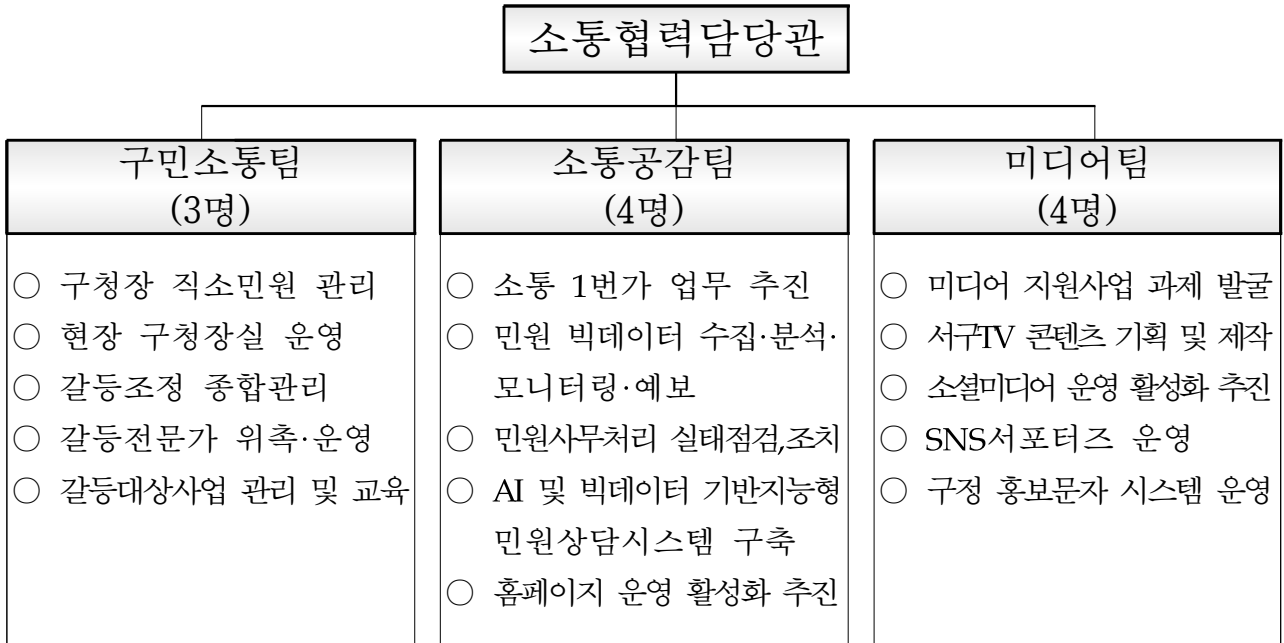 소통협력담당관
구민소통팀
(3명)
○ 구청장 직소민원 관리
○ 현장 구청장실 운영
○ 갈등조정 종합관리
○ 갈등전문가 위촉·운영
○ 갈등대상사업 관리 및 교육
소통공감팀
(4명)
○ 소통 1번가 업무 추진
○ 민원 빅데이터 수집·분석·
모니터링·예보
○ 민원사무처리 실태점검,조치
○ AI 및 빅데이터 기반지능형
민원상담시스템 구축
○ 홈페이지 운영 활성화 추진
미디어팀
(4명)
○ 미디어 지원사업 과제 발굴
○ 서구TV 콘텐츠 기획 및 제작
○ 소셜미디어 운영 활성화 추진
○ SNS서포터즈 운영
○ 구정 홍보문자 시스템 운영